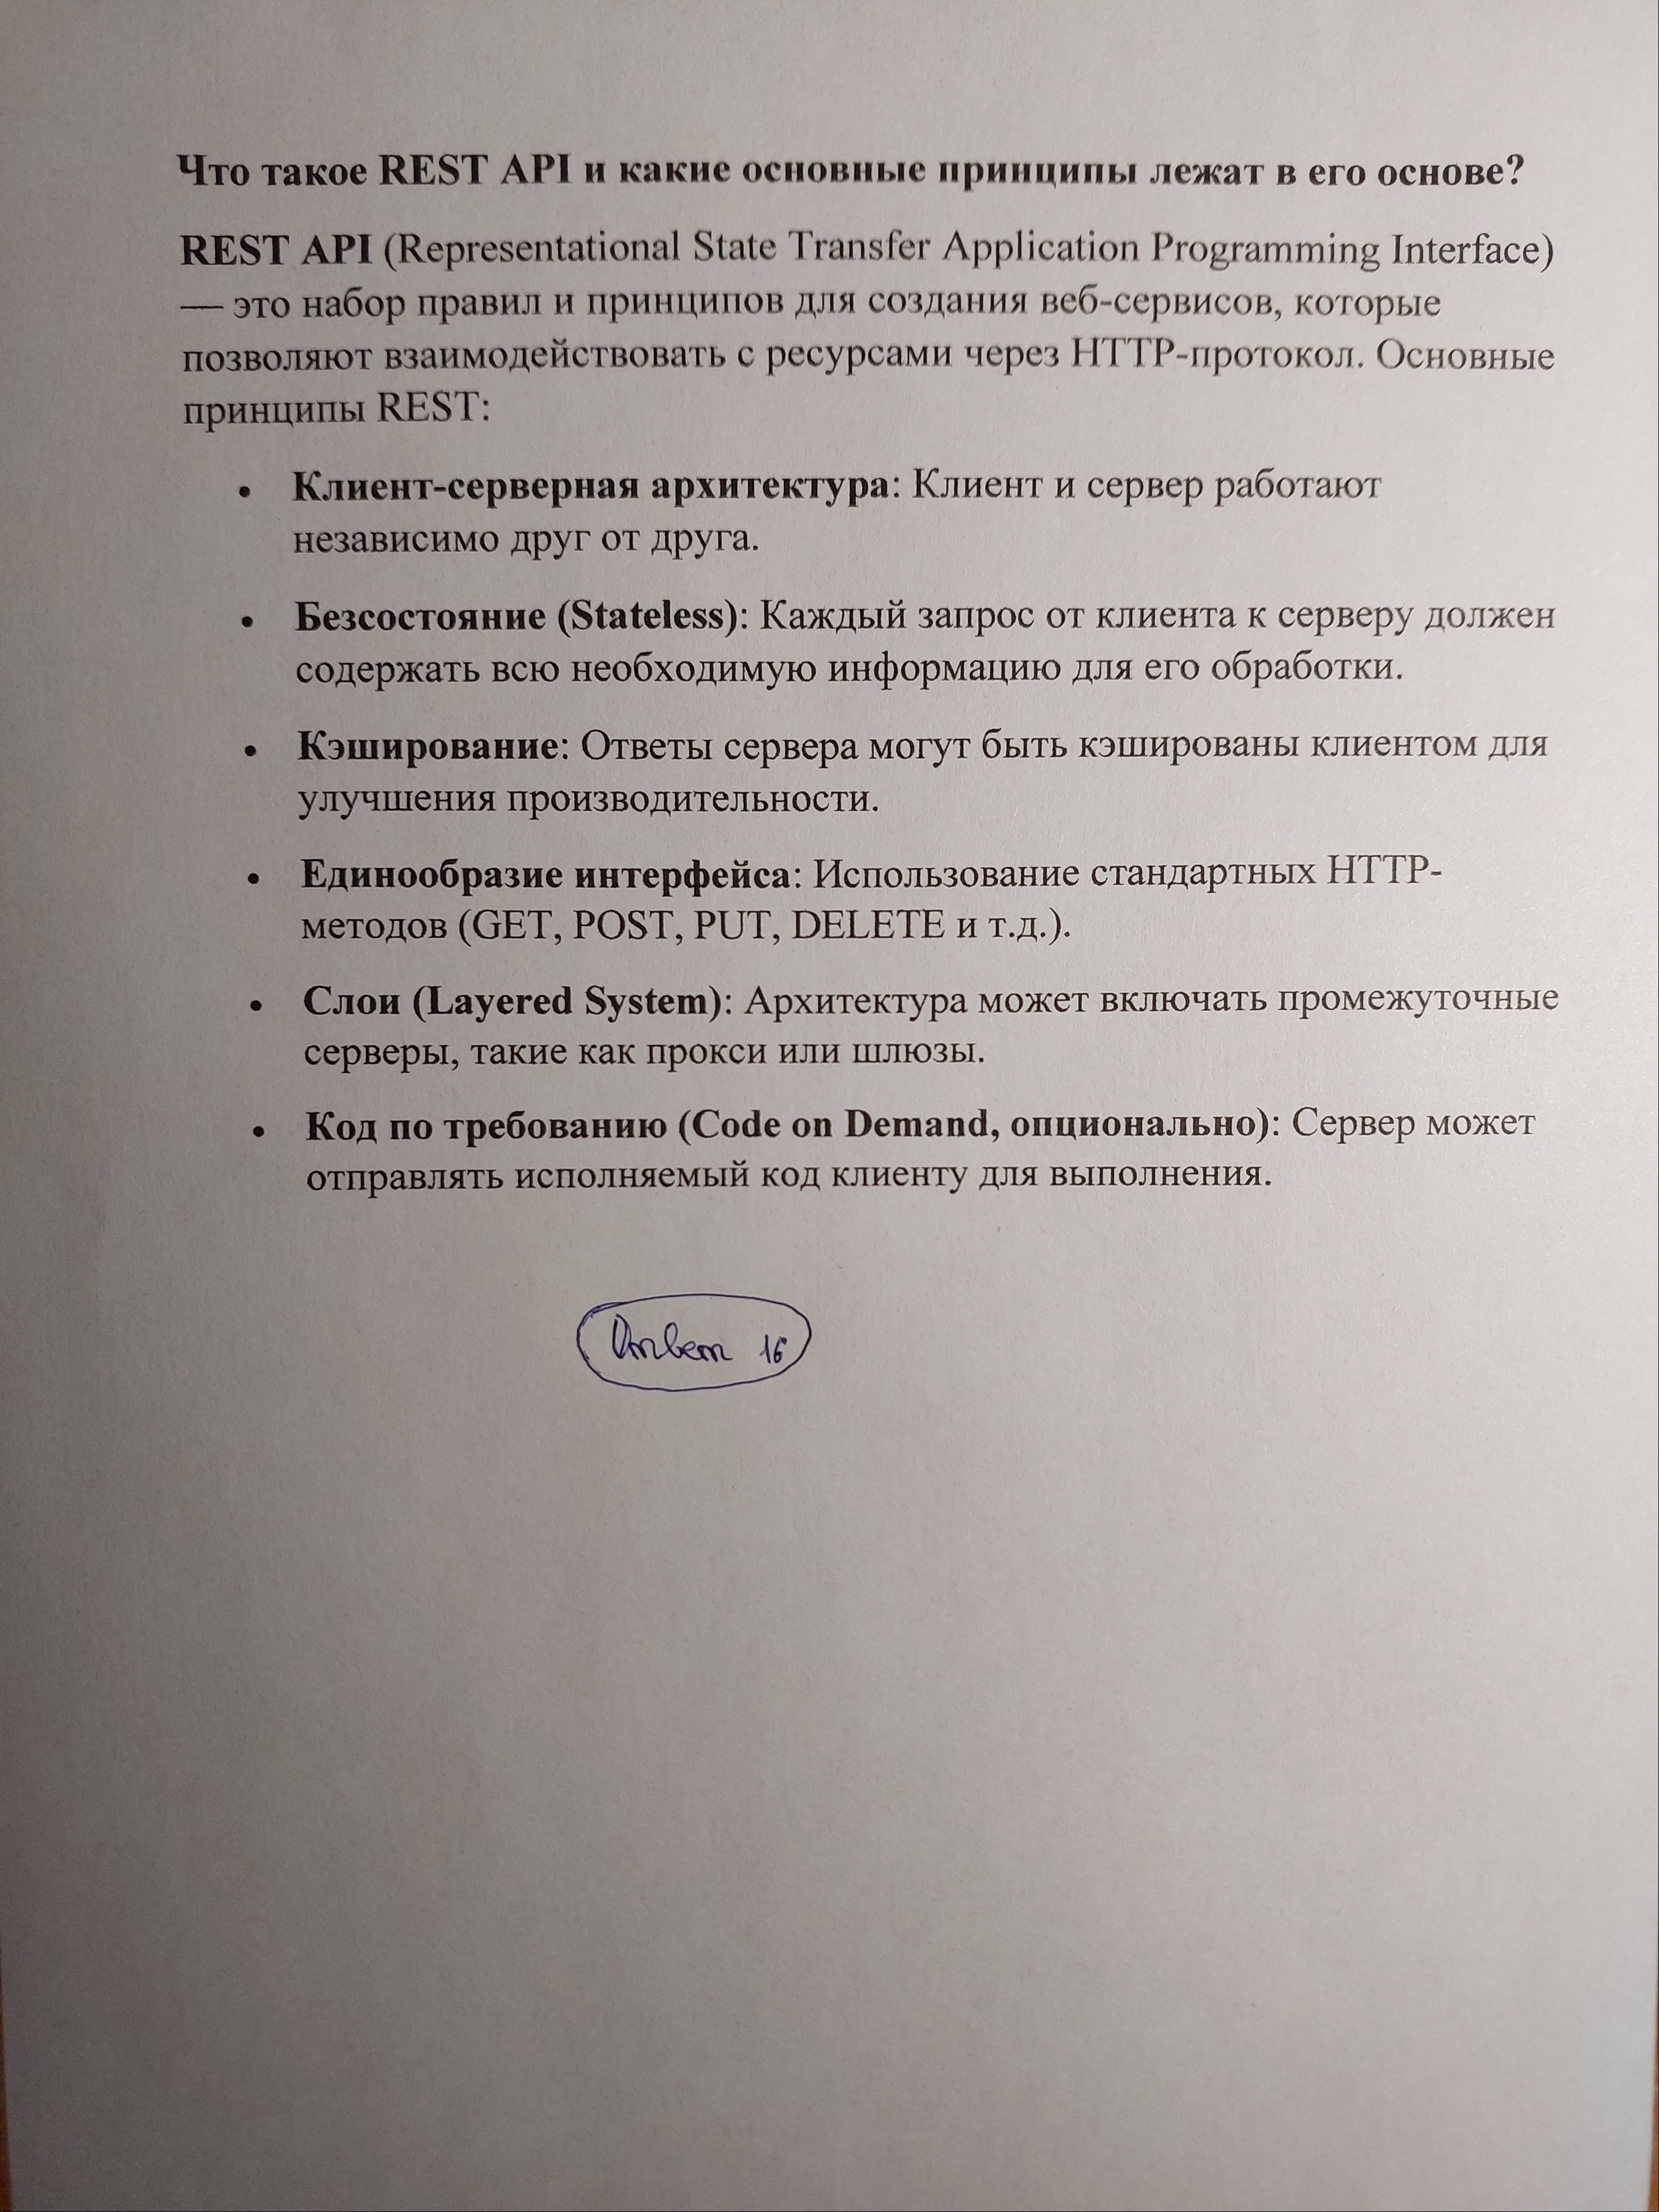 Что такое REST API и какие основные принципы лежат в его основе?
REST API (Representational State Transfer Application Programming Interface)
— это набор правил и принципов для создания веб-сервисов, которые
позволяют взаимодействовать с ресурсами через HTTP-протокол. Основные
принципы REST:
• Клиент-серверная архитектура: Клиент и сервер работают
независимо друг от друга.
• Безсостояние (Stateless): Каждый запрос от клиента к серверу должен
содержать всю необходимую информацию для его обработки.
• Кэширование: Ответы сервера могут быть кэшированы клиентом для
улучшения производительности.
• Единообразие интерфейса: Использование стандартных HTTP-
методов (GET, POST, PUT, DELETE и т.д.).
• Слои (Layered System): Архитектура может включать промежуточные
серверы, такие как прокси или шлюзы.
• Код по требованию (Code on Demand, опционально): Сервер может
отправлять исполняемый код клиенту для выполнения.
Ответ 16